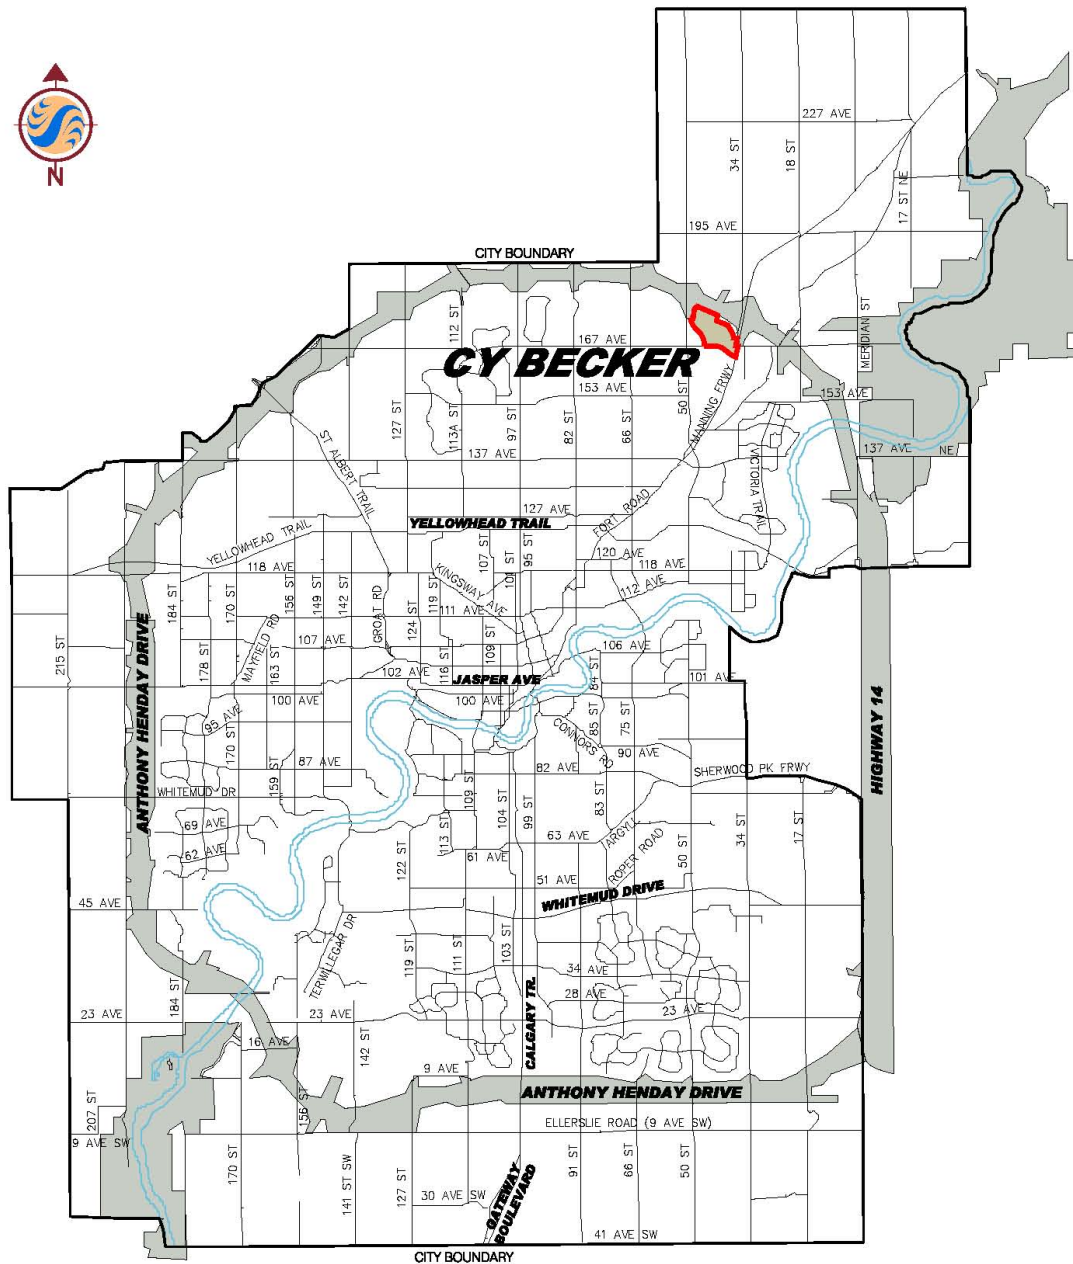 227 AVE
34 ST
18 ST
17 ST NE
N
195 AVE
CITY BOUNDARY
112 ST
MERIDIAN ST
167 AVE
CY BECKER
MANNING FRWY
153 AVE
153 AVE
50 ST
127 ST
113A ST
97 ST
82 ST
66 ST
ST ALBERT TRAIL
137 AVE
137 AVE
NE
VICTORIA TRAIL
127 AVE
FORT ROAD
YELLOWHEAD TRAIL
YELLOWHEAD TRAIL
107 ST
101 ST
95 ST
120 AVE
118 AVE
118 AVE
KINGSWAY AVE
112 AVE
184 ST
170 ST
156 ST
149 ST
142 ST
GROAT RD
119 ST
111 AVE
124 ST
215 ST
ANTHONY HENDAY DRIVE
178 ST
MAYFIELD RD
163 ST
107 AVE
109 ST
106 AVE
116 ST
102 AVE
JASPER AVE
84 ST
101 AVE
100 AVE
100 AVE
95 AVE
85 ST
75 ST
CONNORS RD
HIGHWAY 14
170 ST
90 AVE
87 AVE
82 AVE
SHERWOOD PK FRWY
159 ST
WHITEMUD DR
109 ST
104 ST
99 ST
83 ST
69 AVE
113 ST
63 AVE
ARGYLL
34 ST
17 ST
62 AVE
122 ST
61 AVE
ROPER ROAD
50 ST
51 AVE
WHITEMUD DRIVE
45 AVE
TERWILLEGAR DR
119 ST
111 ST
103 ST
34 AVE
184 ST
28 AVE
23 AVE
23 AVE
23 AVE
CALGARY TR.
16 AVE
142 ST
9 AVE
ANTHONY HENDAY DRIVE
207 ST
156 ST
ELLERSLIE ROAD (9 AVE SW)
9 AVE SW
170 ST
141 ST SW
127 ST
91 ST
66 ST
50 ST
30 AVE SW
GATEWAY
BOULEVARD
41 AVE SW
CITY BOUNDARY